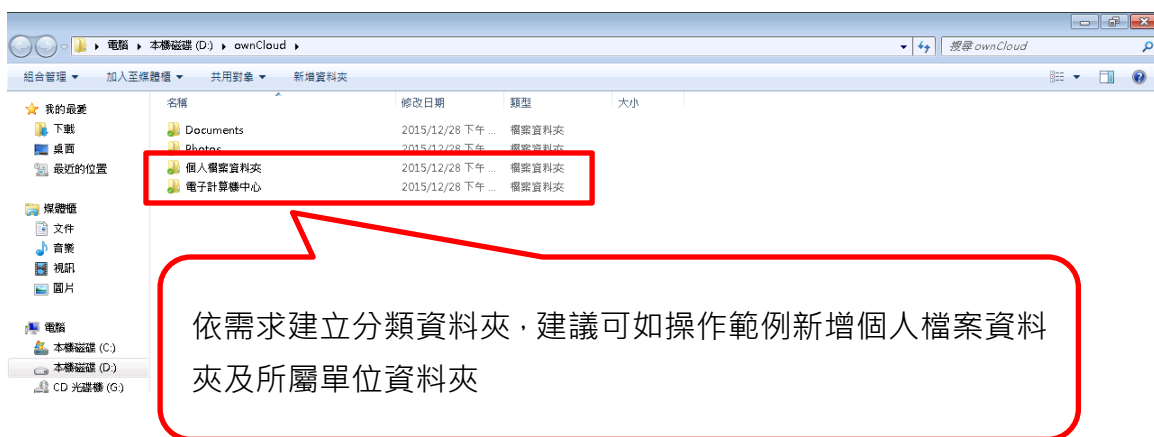 電腦 ▸ 本機磁碟 (D:) ▸ ownCloud ▸
搜尋 ownCloud
組合管理 ▼ 加入至媒體櫃 ▼ 共用對象 ▼ 新增資料夾
我的最愛
下載
桌面
最近的位置
媒體櫃
文件
音樂
視訊
圖片
電腦
本機磁碟 (C:)
本機磁碟 (D:)
CD 光碟機 (G:)
名稱 修改日期 類型 大小
Documents 2015/12/28 下午 ... 檔案資料夾
Photos 2015/12/28 下午 ... 檔案資料夾
個人檔案資料夾 2015/12/28 下午 ... 檔案資料夾
電子計算機中心 2015/12/28 下午 ... 檔案資料夾
依需求建立分類資料夾，建議可如操作範例新增個人檔案資料
夾及所屬單位資料夾